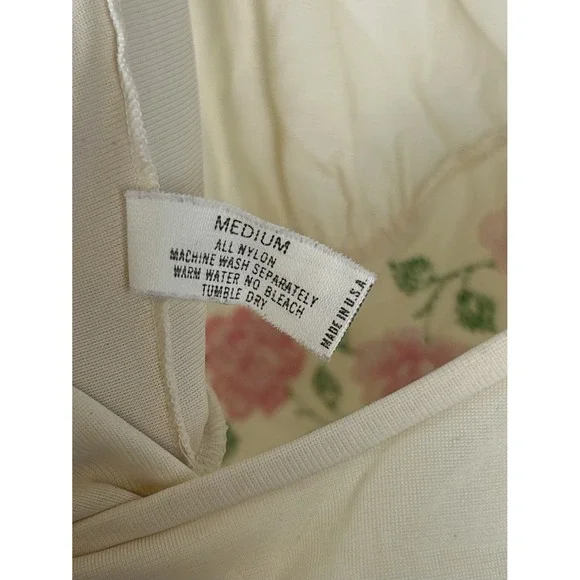 MEDIUM
ALL NYLON
MACHINE WASH SEPARATELY
WARM WATER NO BLEACH
TUMBLE DRY
MADE IN U.S.A.